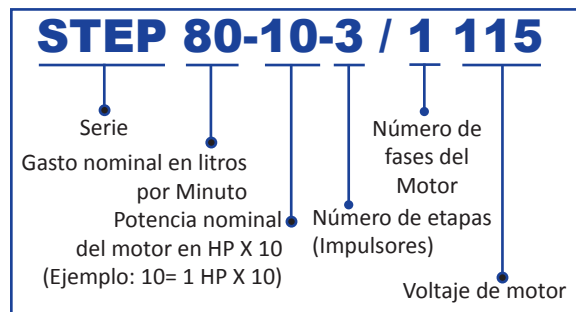 STEP 80-10-3 / 1 115
Serie
Gasto nominal en litros
por Minuto
Potencia nominal
del motor en HP X 10
(Ejemplo: 10= 1 HP X 10)
Número de etapas
(Impulsores)
Número de
fases del
Motor
Voltaje de motor